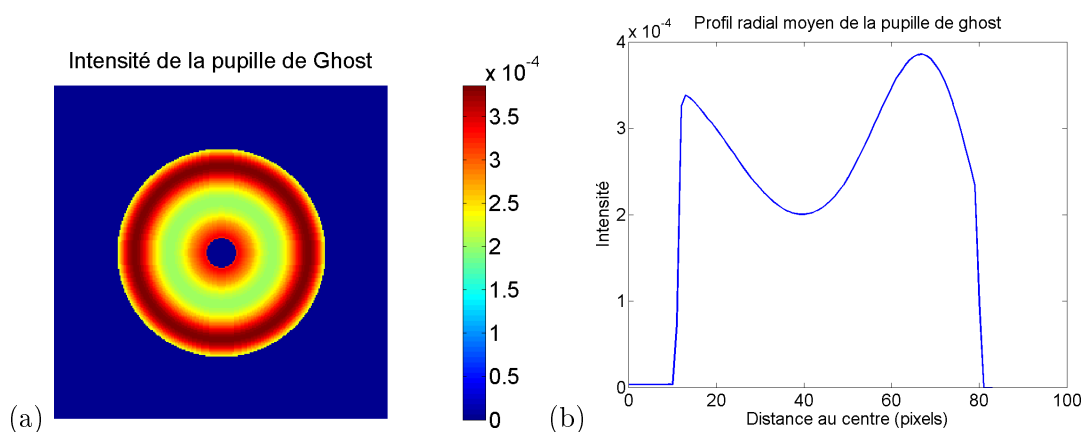 Intensité de la pupille de Ghost
x 10-4
3.5
3
2.5
2
1.5
1
0.5
0
(a)
Profil radial moyen de la pupille de ghost
x 10-4
4
3
2
1
0
Intensité
0 20 40 60 80 100
Distance au centre (pixels)
(b)